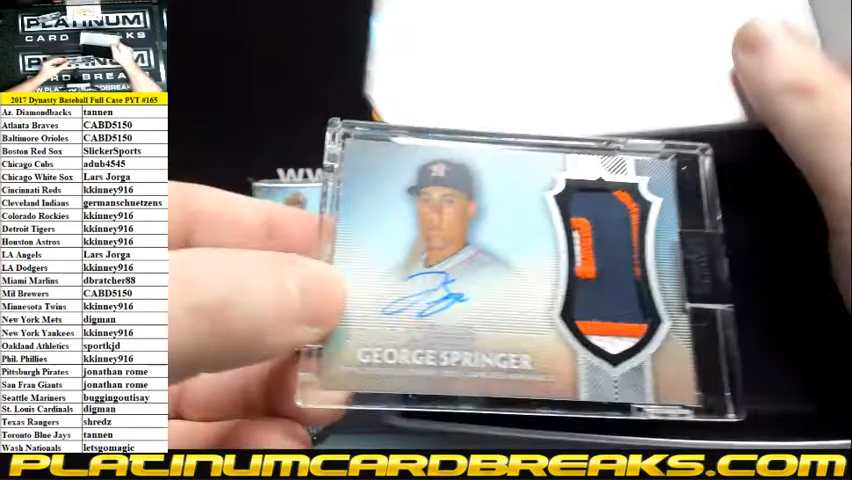 PLATINUM
CARD BREAKS
PLATINUM
CARD BREAKS
2017 Dynasty Baseball Full Case PYT #165
Az. Diamondbacks tannen
Atlanta Braves CABD5150
Baltimore Orioles CABD5150
Boston Red Sox SlickerSports
Chicago Cubs adub4545
Chicago White Sox Lars Jorga
Cincinnati Reds kkinney916
Cleveland Indians germanschuetzens
Colorado Rockies kkinney916
Detroit Tigers kkinney916
Houston Astros kkinney916
LA Angels Lars Jorga
LA Dodgers kkinney916
Miami Marlins dbratcher88
Mil Brewers CABD5150
Minnesota Twins kkinney916
New York Mets digman
New York Yankees kkinney916
Oakland Athletics sportkjd
Phil. Phillies kkinney916
Pittsburgh Pirates jonathan rome
San Fran Giants jonathan rome
Seattle Mariners buggingoutisay
St. Louis Cardinals digman
Texas Rangers shredz
Toronto Blue Jays tannen
Wash Nationals letsgomagic
WW
GEORGE SPRINGER
PLATINUMCARDBREAKS.COM